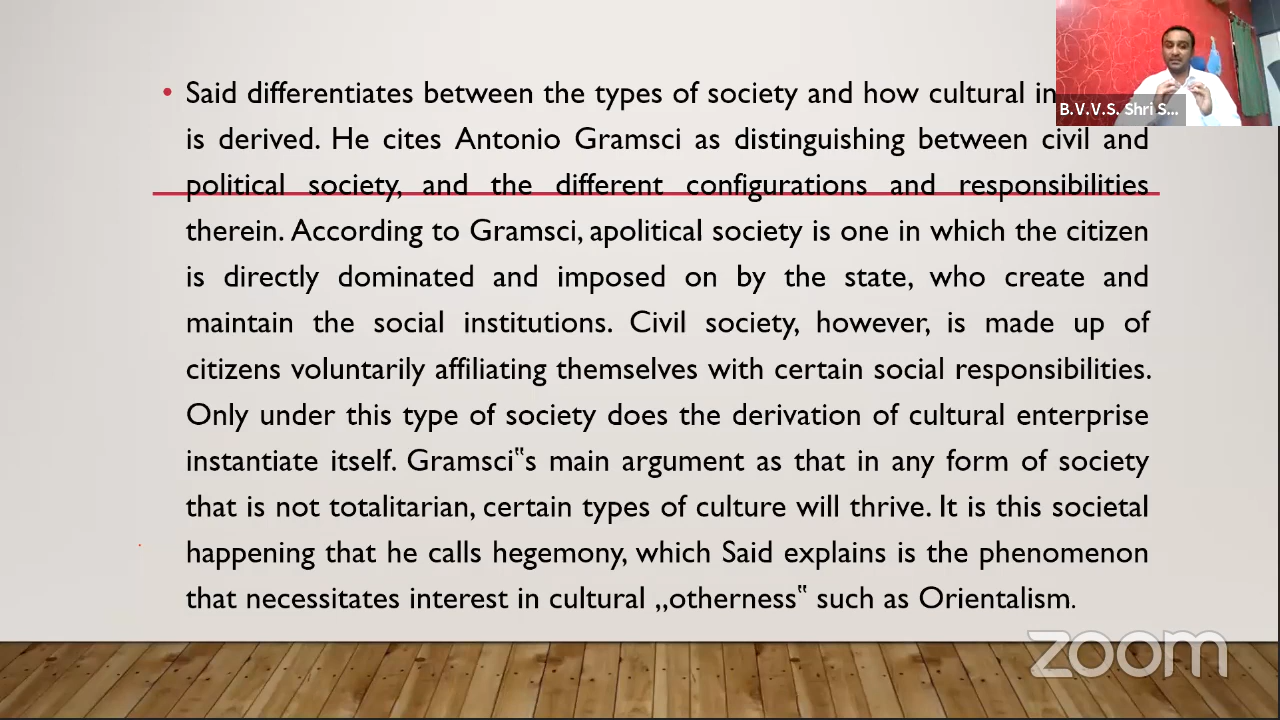 • Said differentiates between the types of society and how cultural in
is derived. He cites Antonio Gramsci as distinguishing between civil and
political society, and the different configurations and responsibilities
therein. According to Gramsci, apolitical society is one in which the citizen
is directly dominated and imposed on by the state, who create and
maintain the social institutions. Civil society, however, is made up of
citizens voluntarily affiliating themselves with certain social responsibilities.
Only under this type of society does the derivation of cultural enterprise
instantiate itself. Gramsci‟s main argument as that in any form of society
that is not totalitarian, certain types of culture will thrive. It is this societal
happening that he calls hegemony, which Said explains is the phenomenon
that necessitates interest in cultural „otherness‟ such as Orientalism.
B.V.V.S. Shri S...
zoom